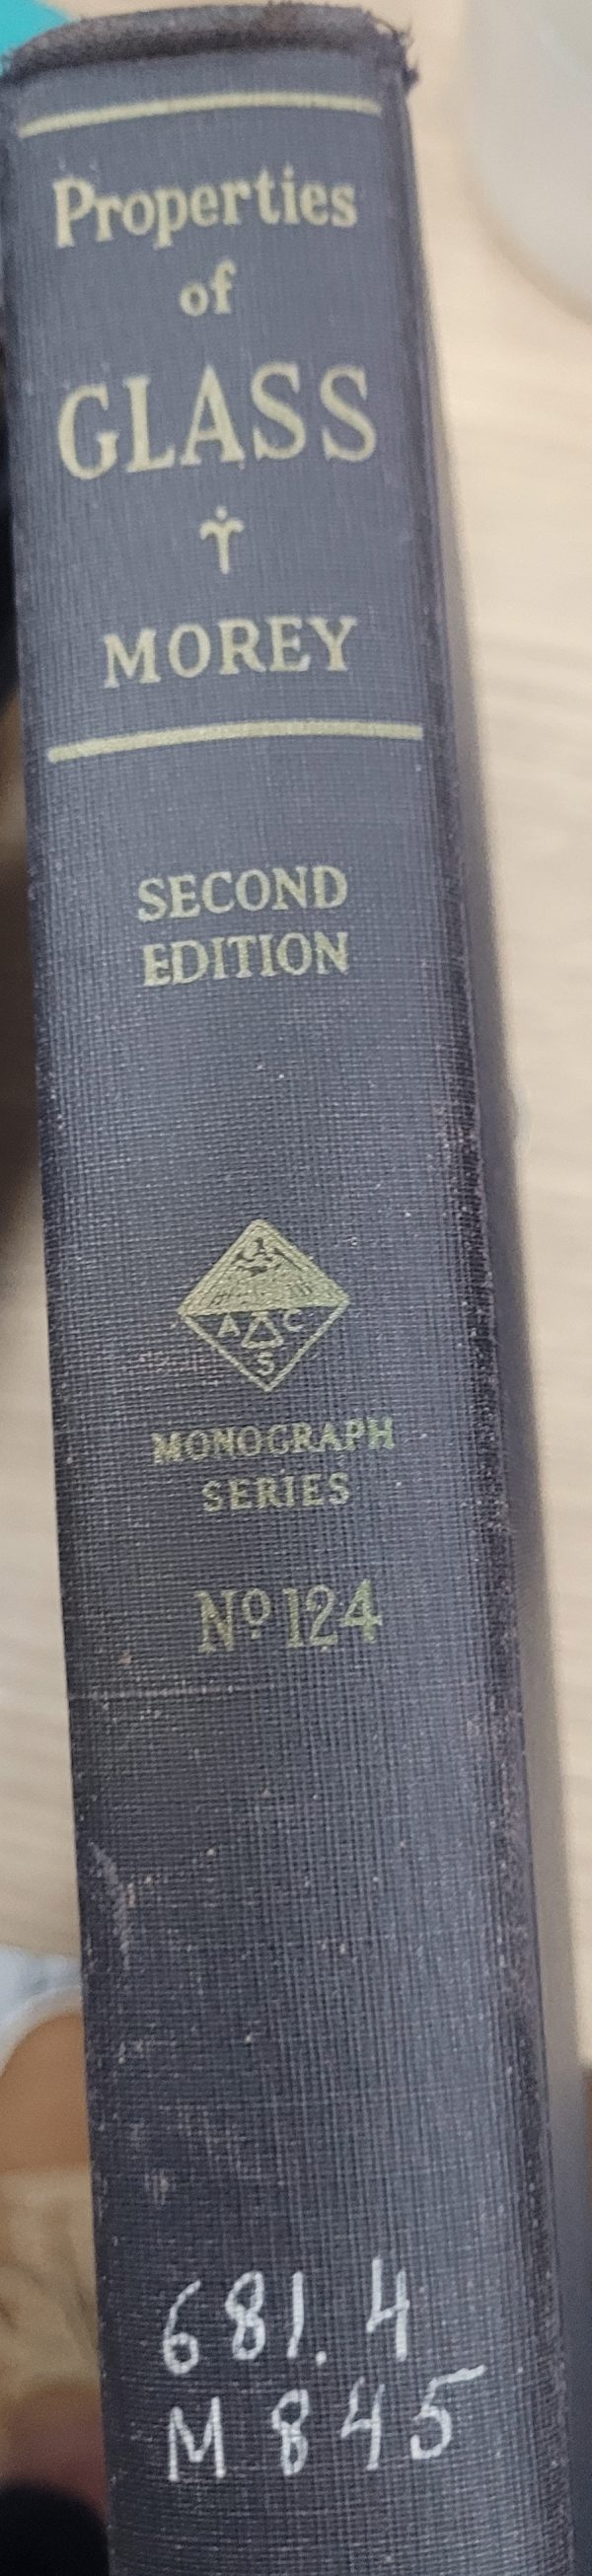 Properties
of
GLASS
MOREY
SECOND
EDITION
A C
S
MONOGRAPH
SERIES
Nº 124
681.4
M845